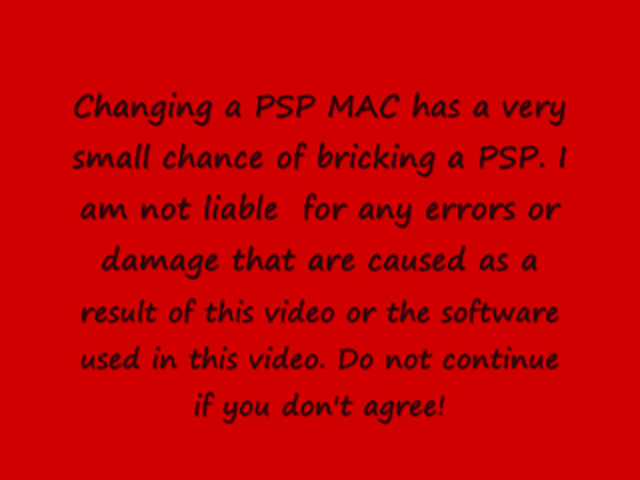 Changing a PSP MAC has a very
small chance of bricking a PSP. I
am not liable  for any errors or
damage that are caused as a
result of this video or the software
used in this video. Do not continue
if you don't agree!